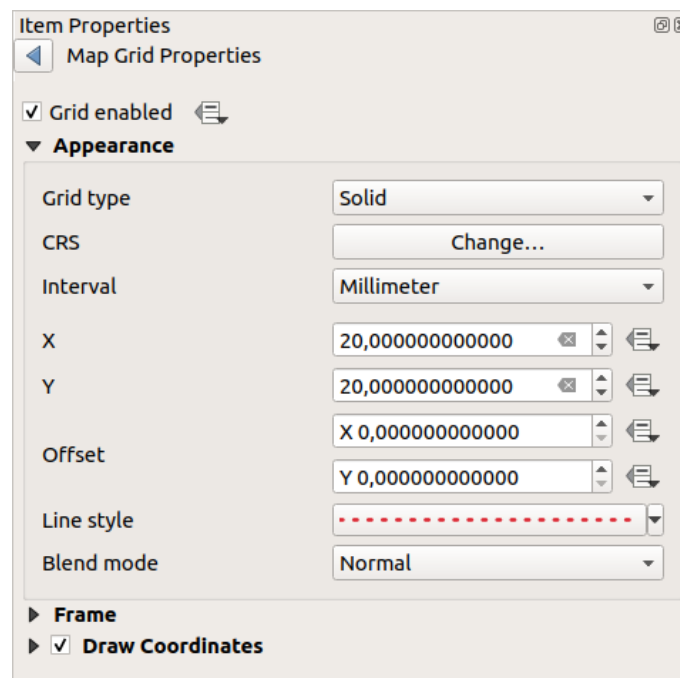 Item Properties
Map Grid Properties
Grid enabled
Appearance
Grid type Solid
CRS Change...
Interval Millimeter
X 20,000000000000
Y 20,000000000000
Offset X 0,000000000000
Y 0,000000000000
Line style
Blend mode Normal
Frame
Draw Coordinates